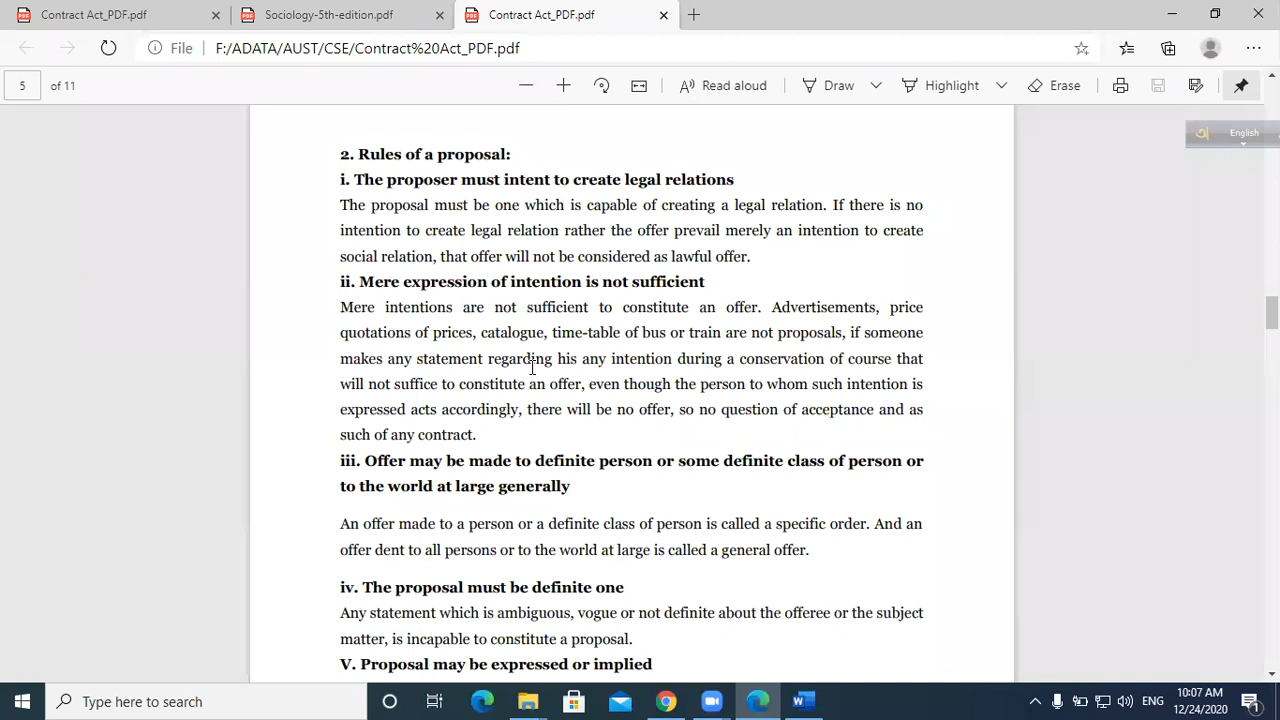 Contract Act_PDF.pdf
Sociology-5th-edition.pdf
Contract Act_PDF.pdf
File F:/ADATA/AUST/CSE/Contract%20Act_PDF.pdf
5 of 11
Read aloud
Draw
Highlight
Erase
English
2. Rules of a proposal:
i. The proposer must intent to create legal relations
The proposal must be one which is capable of creating a legal relation. If there is no
intention to create legal relation rather the offer prevail merely an intention to create
social relation, that offer will not be considered as lawful offer.
ii. Mere expression of intention is not sufficient
Mere intentions are not sufficient to constitute an offer. Advertisements, price
quotations of prices, catalogue, time-table of bus or train are not proposals, if someone
makes any statement regarding his any intention during a conservation of course that
will not suffice to constitute an offer, even though the person to whom such intention is
expressed acts accordingly, there will be no offer, so no question of acceptance and as
such of any contract.
iii. Offer may be made to definite person or some definite class of person or
to the world at large generally
An offer made to a person or a definite class of person is called a specific order. And an
offer dent to all persons or to the world at large is called a general offer.
iv. The proposal must be definite one
Any statement which is ambiguous, vogue or not definite about the offeree or the subject
matter, is incapable to constitute a proposal.
V. Proposal may be expressed or implied
Type here to search
ENG
10:07 AM
12/24/2020